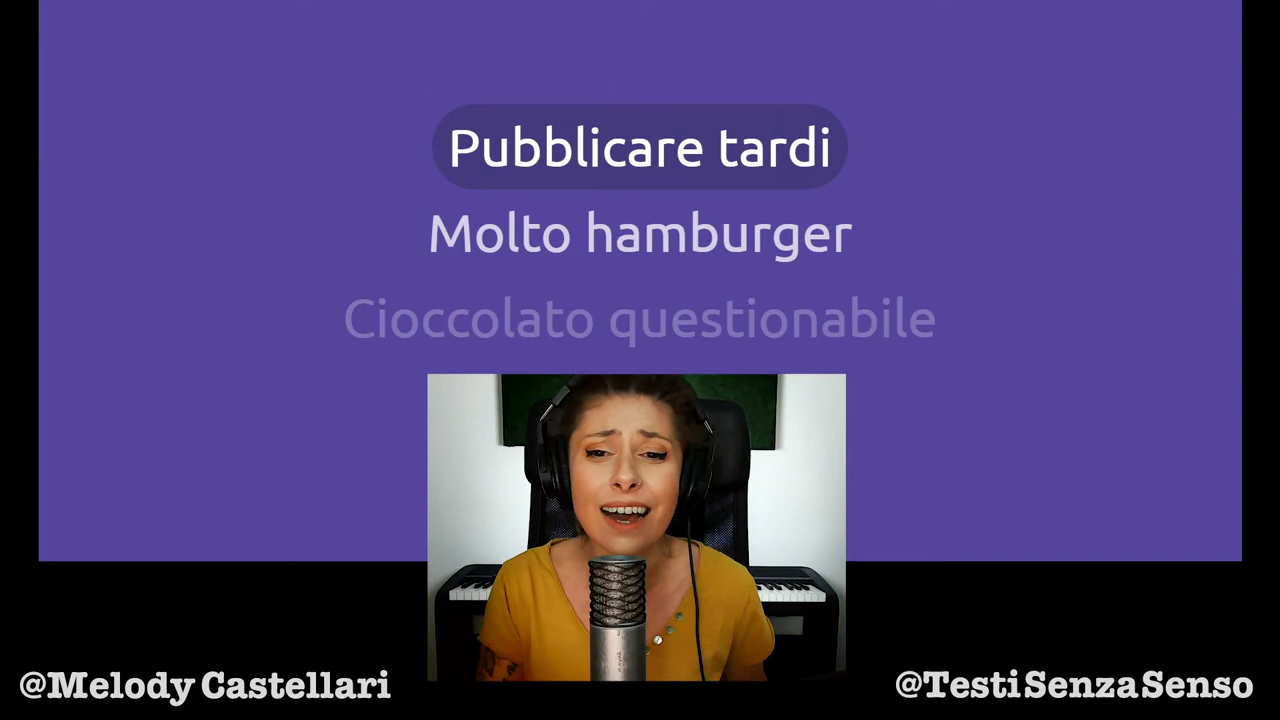 Pubblicare tardi
Molto hamburger
Cioccolato questionabile
@Melody Castellari
@TestiSenzaSenso